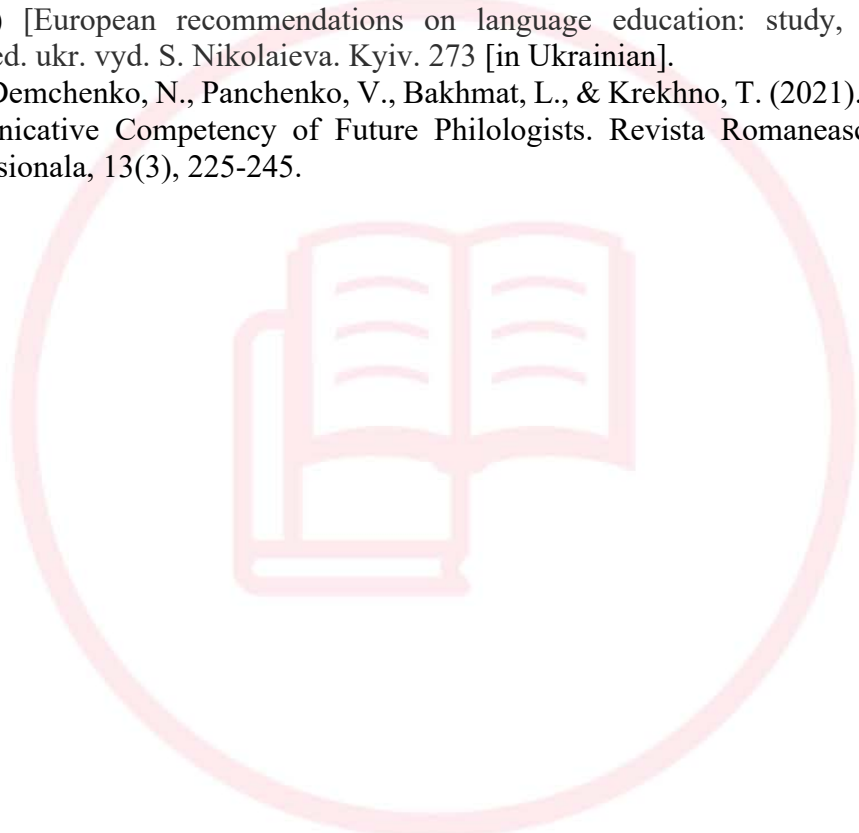 ) [European recommendations on language education: study,
ed. ukr. vyd. S. Nikolaieva. Kyiv. 273 [in Ukrainian].
Demchenko, N., Panchenko, V., Bakhmat, L., & Krekhno, T. (2021).
nicative Competency of Future Philologists. Revista Romaneasc
sionala, 13(3), 225-245.